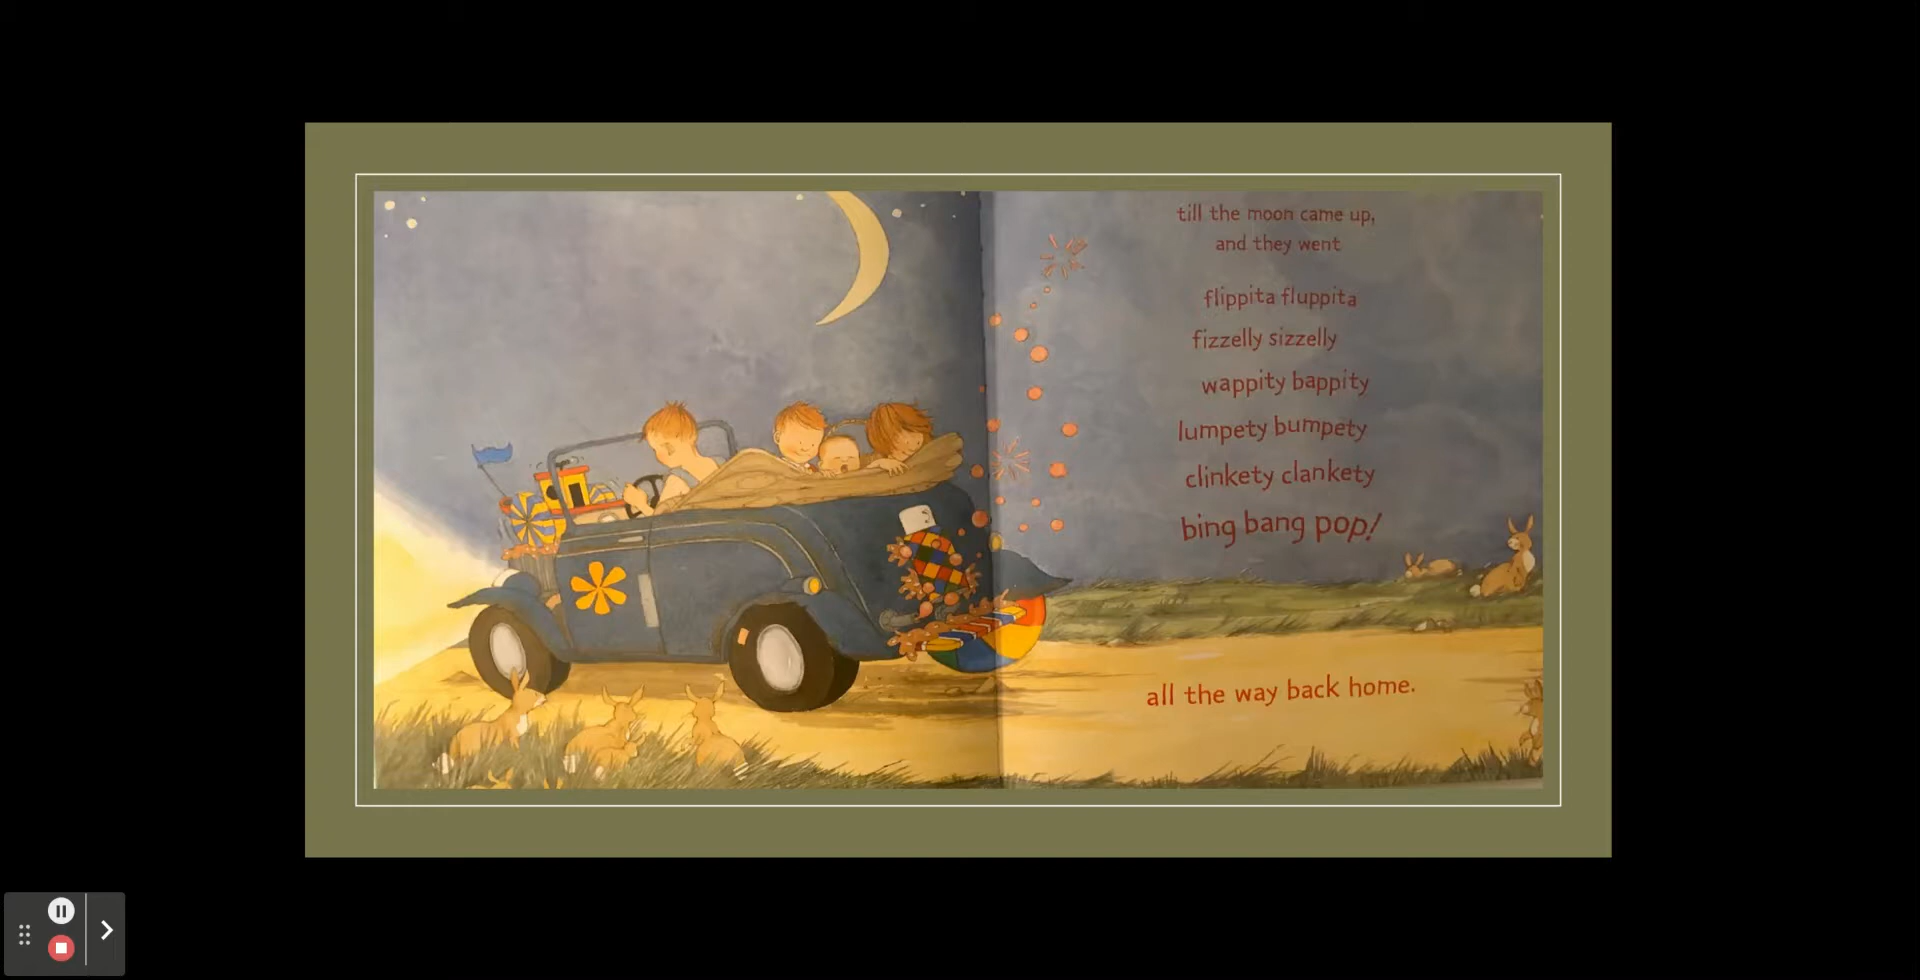 till the moon came up,
and they went
flippita fluppita
fizzelly sizzelly
wappity bappity
lumpety bumpety
clinkety clankety
bing bang pop!
all the way back home.